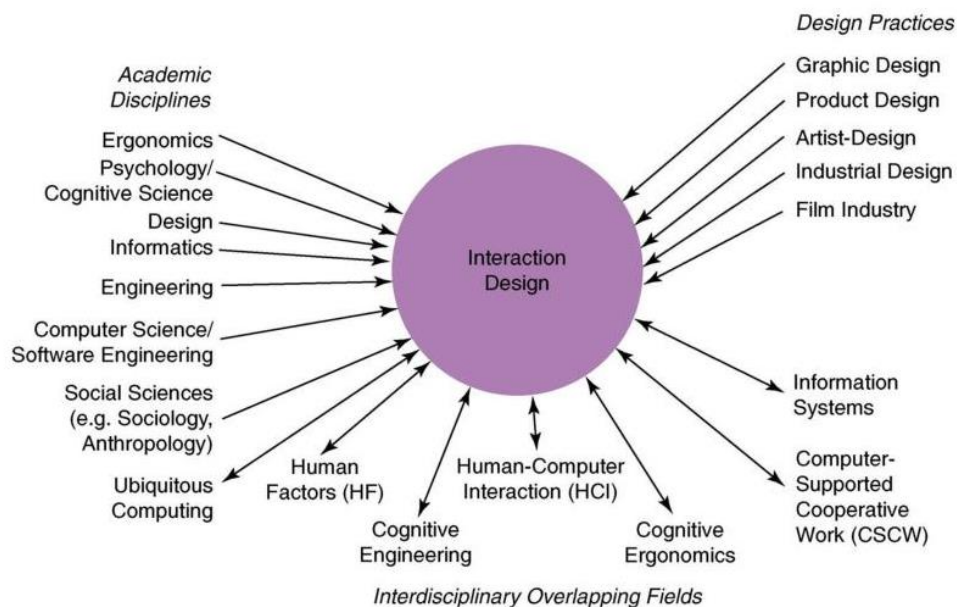 Design Practices
Graphic Design
Product Design
Artist-Design
Industrial Design
Film Industry
Academic
Disciplines
Ergonomics
Psychology/
Cognitive Science
Design
Informatics
Engineering
Computer Science/
Software Engineering
Social Sciences
(e.g. Sociology,
Anthropology)
Interaction
Design
Ubiquitous
Computing
Human
Factors (HF)
Cognitive
Engineering
Human-Computer
Interaction (HCI)
Cognitive
Ergonomics
Information
Systems
Computer-
Supported
Cooperative
Work (CSCW)
Interdisciplinary Overlapping Fields